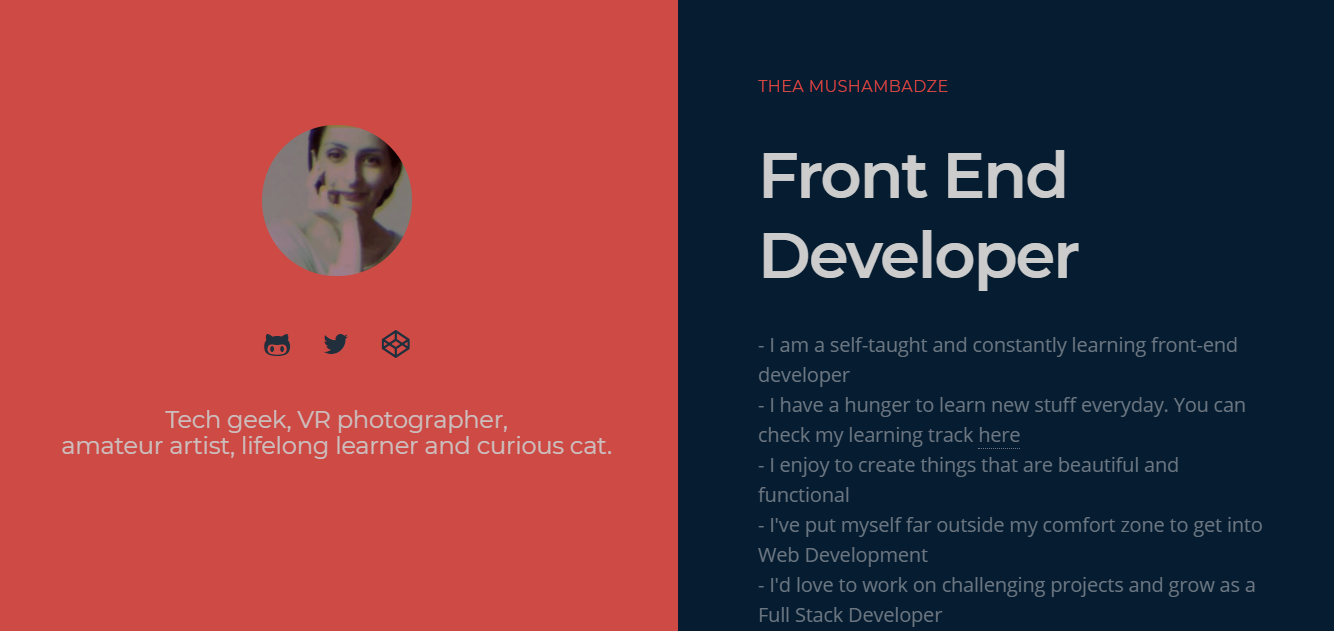 Tech geek, VR photographer,
amateur artist, lifelong learner and curious cat.
THEA MUSHAMBADZE
Front End
Developer
- I am a self-taught and constantly learning front-end
developer
- I have a hunger to learn new stuff everyday. You can
check my learning track here
- I enjoy to create things that are beautiful and
functional
- I've put myself far outside my comfort zone to get into
Web Development
- I'd love to work on challenging projects and grow as a
Full Stack Developer